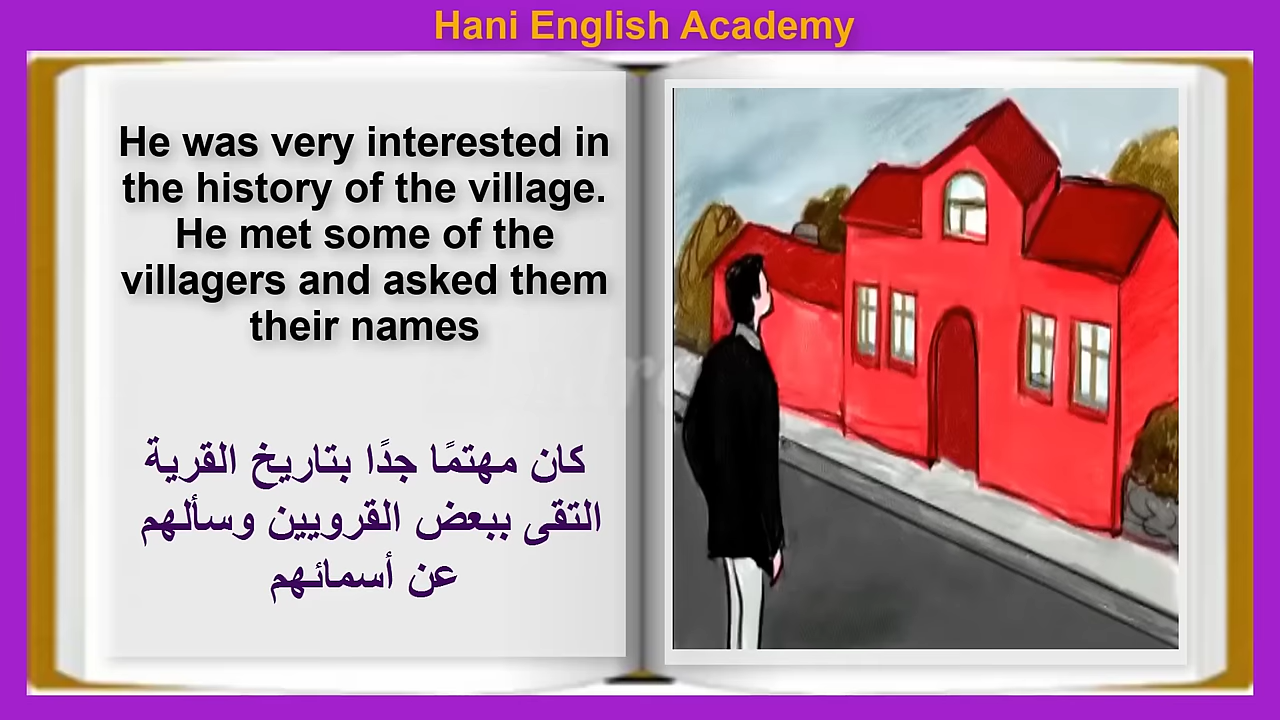 Hani English Academy
He was very interested in
the history of the village.
He met some of the
villagers and asked them
their names
كان مهتمًا جدًا بتاريخ القرية
التقى ببعض القرويين وسألهم
عن أسمائهم